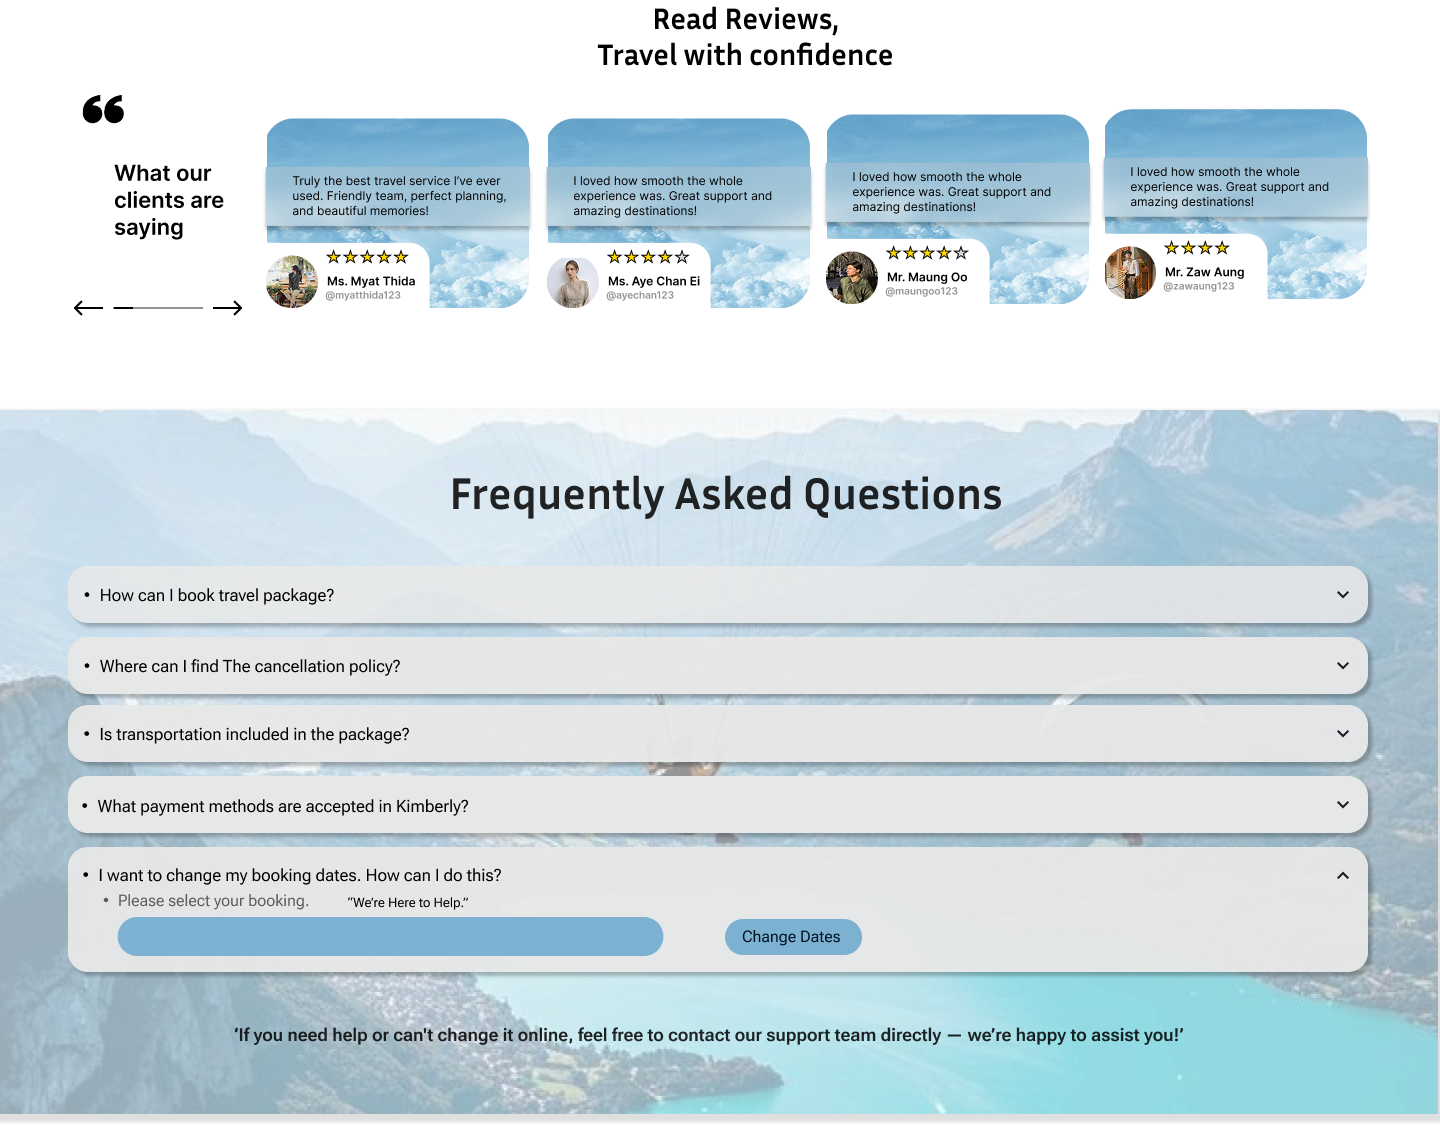 Read Reviews,
Travel with confidence
“
What our
clients are
saying
Truly the best travel service I’ve ever
used. Friendly team, perfect planning,
and beautiful memories!
Ms. Myat Thida
@myatthida123
I loved how smooth the whole
experience was. Great support and
amazing destinations!
Ms. Aye Chan Ei
@ayechan123
I loved how smooth the whole
experience was. Great support and
amazing destinations!
Mr. Maung Oo
@maungoo123
I loved how smooth the whole
experience was. Great support and
amazing destinations!
Mr. Zaw Aung
@zawaung123
Frequently Asked Questions
• How can I book travel package?
• Where can I find The cancellation policy?
• Is transportation included in the package?
• What payment methods are accepted in Kimberly?
• I want to change my booking dates. How can I do this?
• Please select your booking. “We’re Here to Help.”
Change Dates
‘If you need help or can't change it online, feel free to contact our support team directly — we’re happy to assist you!’